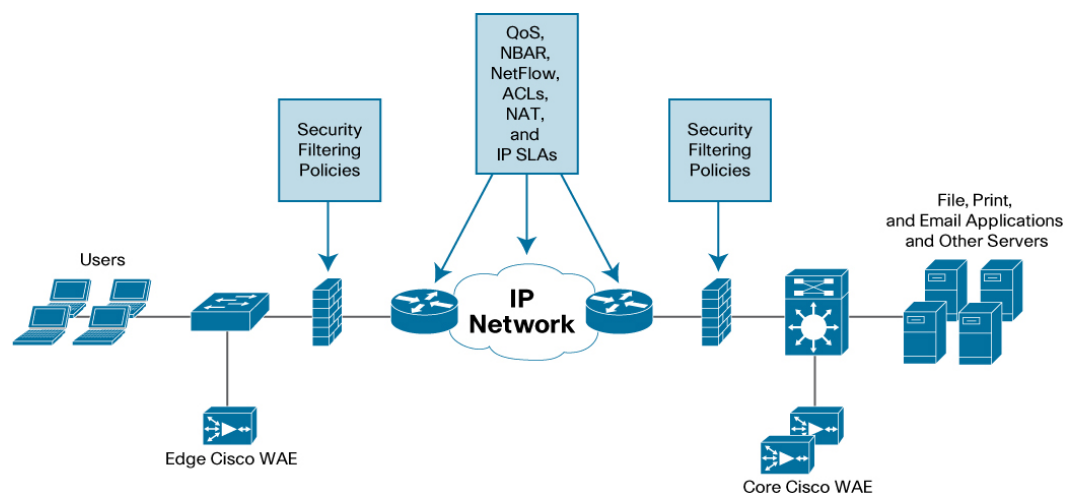 QoS,
NBAR,
NetFlow,
ACLs,
NAT,
and
IP SLAs
Security
Filtering
Policies
Security
Filtering
Policies
File, Print,
and Email Applications
and Other Servers
Users
IP
Network
Edge Cisco WAE
Core Cisco WAE